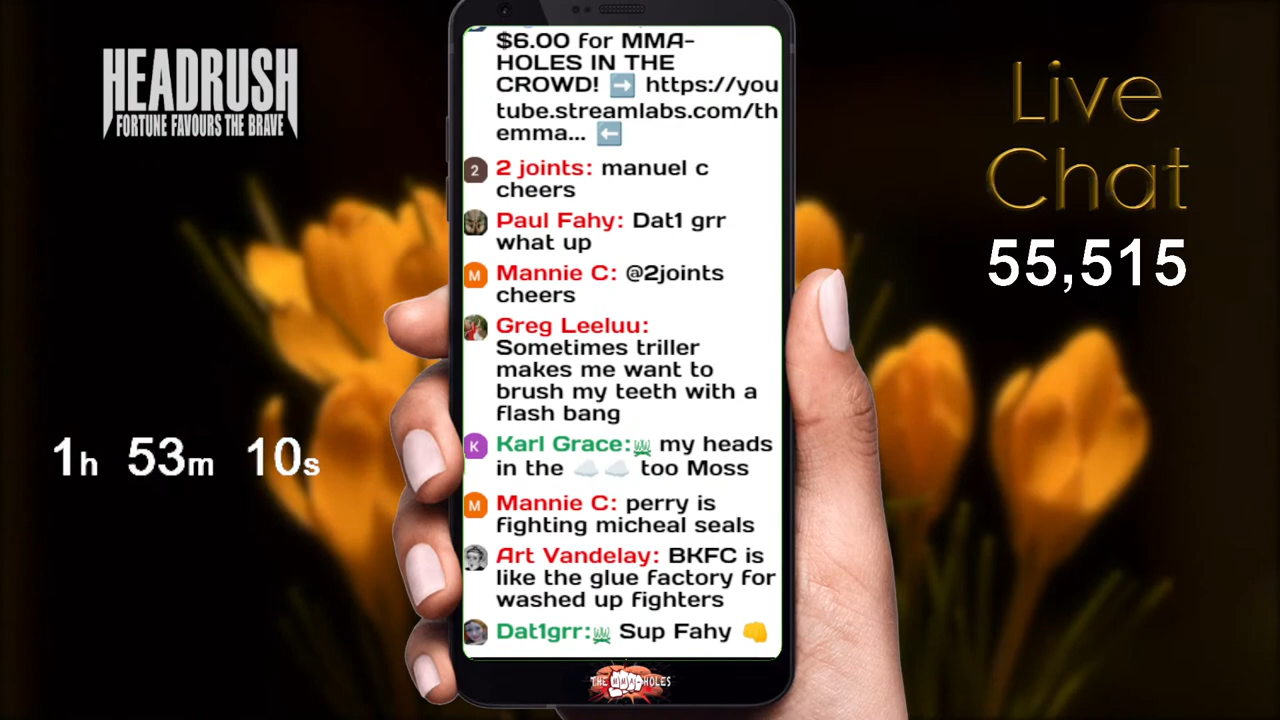 HEADRUSH
FORTUNE FAVOURS THE BRAVE
1h 53m 10s
$6.00 for MMA-
HOLES IN THE
CROWD! ➡️ https://you
tube.streamlabs.com/th
emma... ⬅️
2
2 joints: manuel c
cheers
Paul Fahy: Dat1 grr
what up
M
Mannie C: @2joints
cheers
Greg Leeluu:
Sometimes triller
makes me want to
brush my teeth with a
flash bang
K
Karl Grace: my heads
in the ☁️ ☁️ too Moss
M
Mannie C: perry is
fighting micheal seals
Art Vandelay: BKFC is
like the glue factory for
washed up fighters
Dat1grr: Sup Fahy 👊
THE MMA-HOLES
Live
Chat
55,515